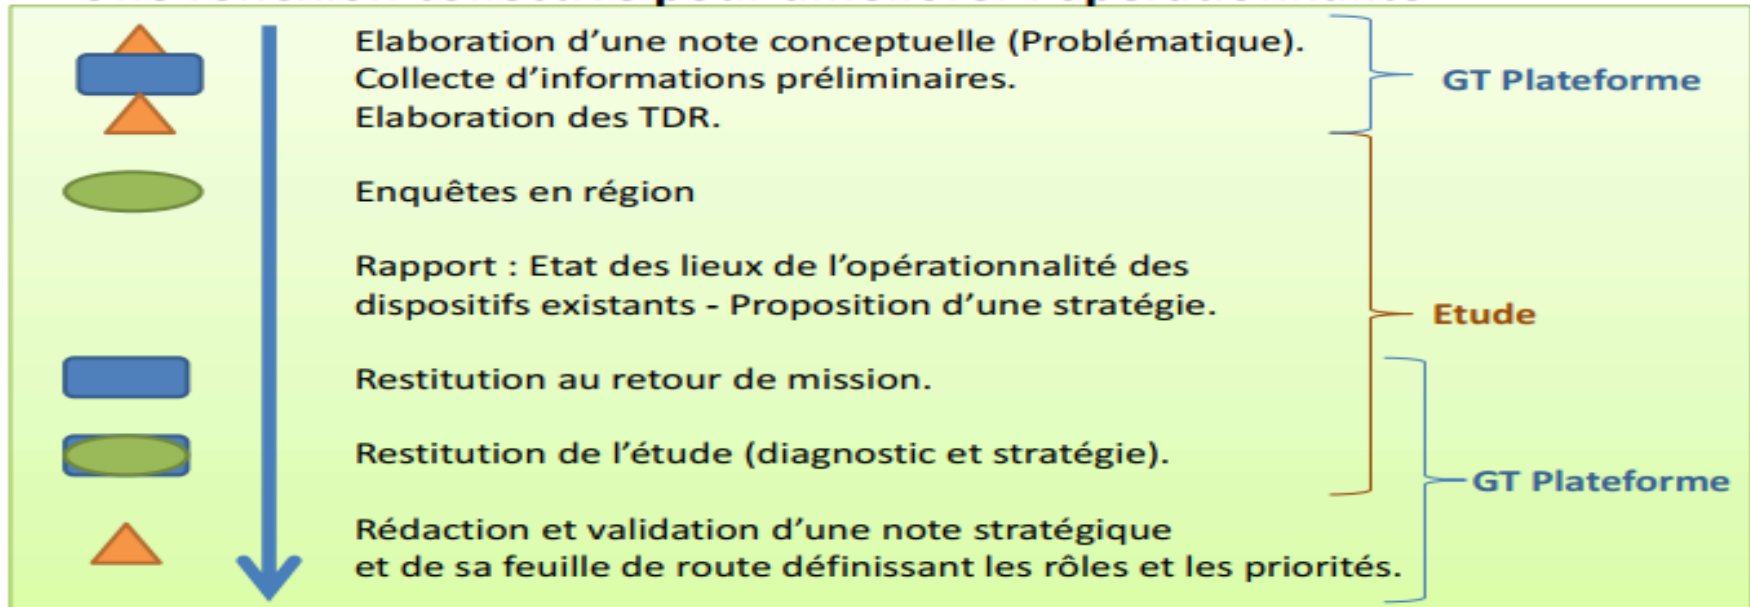 Elaboration d’une note conceptuelle (Problématique).
Collecte d’informations préliminaires.
GT Plateforme
Elaboration des TDR.
Enquêtes en région
Rapport : Etat des lieux de l’opérationnalité des
dispositifs existants - Proposition d’une stratégie.
Etude
Restitution au retour de mission.
Restitution de l’étude (diagnostic et stratégie).
GT Plateforme
Rédaction et validation d’une note stratégique
et de sa feuille de route définissant les rôles et les priorités.